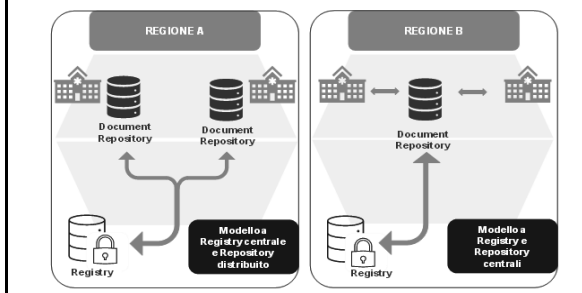 REGIONE A
Document
Repository
Document
Repository
Registry
Modello a
Registry centrale
e Repository
distribuito
REGIONE B
Document
Repository
Registry
Modello a
Registry e
Repository
centrali